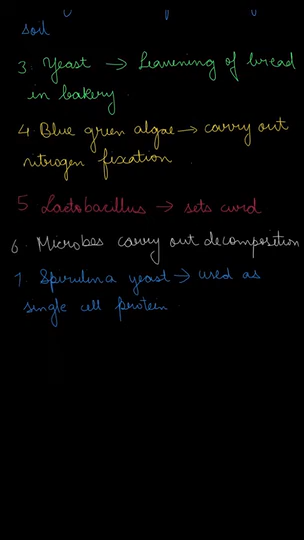 soil
3. Yeast → Leavening of bread
in bakery.
4. Blue green algae → carry out
nitrogen fixation.
5 Lactobacillus → sets curd
6. Microbes carry out decomposition
7. Spirulina yeast → used as
single cell protein.